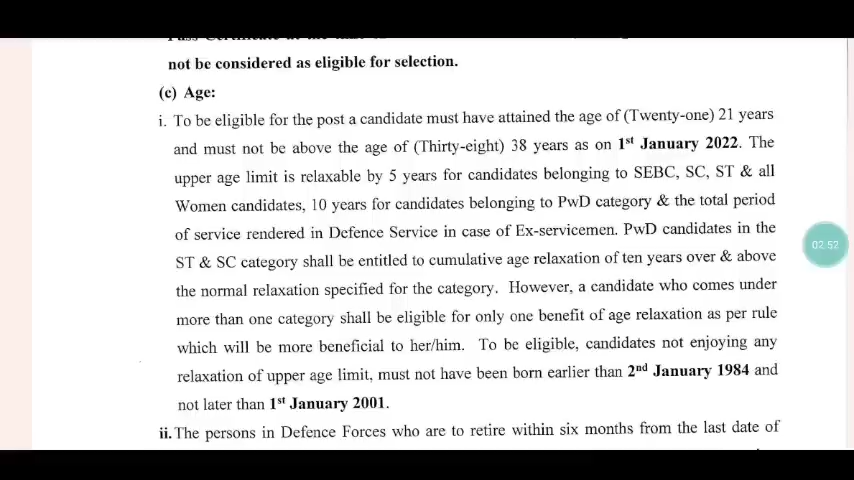 not be considered as eligible for selection.
(c) Age:
i. To be eligible for the post a candidate must have attained the age of (Twenty-one) 21 years
and must not be above the age of (Thirty-eight) 38 years as on 1st January 2022. The
upper age limit is relaxable by 5 years for candidates belonging to SEBC, SC, ST & all
Women candidates, 10 years for candidates belonging to PwD category & the total period
of service rendered in Defence Service in case of Ex-servicemen. PwD candidates in the
ST & SC category shall be entitled to cumulative age relaxation of ten years over & above
the normal relaxation specified for the category. However, a candidate who comes under
more than one category shall be eligible for only one benefit of age relaxation as per rule
which will be more beneficial to her/him. To be eligible, candidates not enjoying any
relaxation of upper age limit, must not have been born earlier than 2nd January 1984 and
not later than 1st January 2001.
ii. The persons in Defence Forces who are to retire within six months from the last date of
02:52